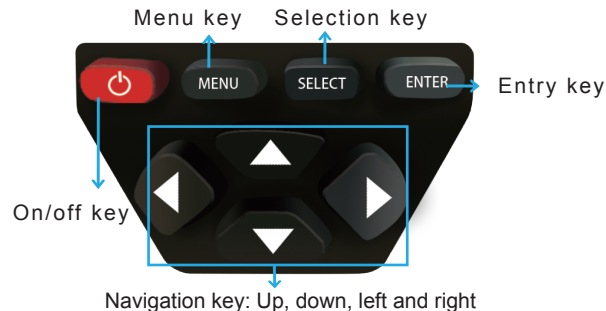 Menu key Selection key
MENU SELECT ENTER
Entry key
On/off key
Navigation key: Up, down, left and right